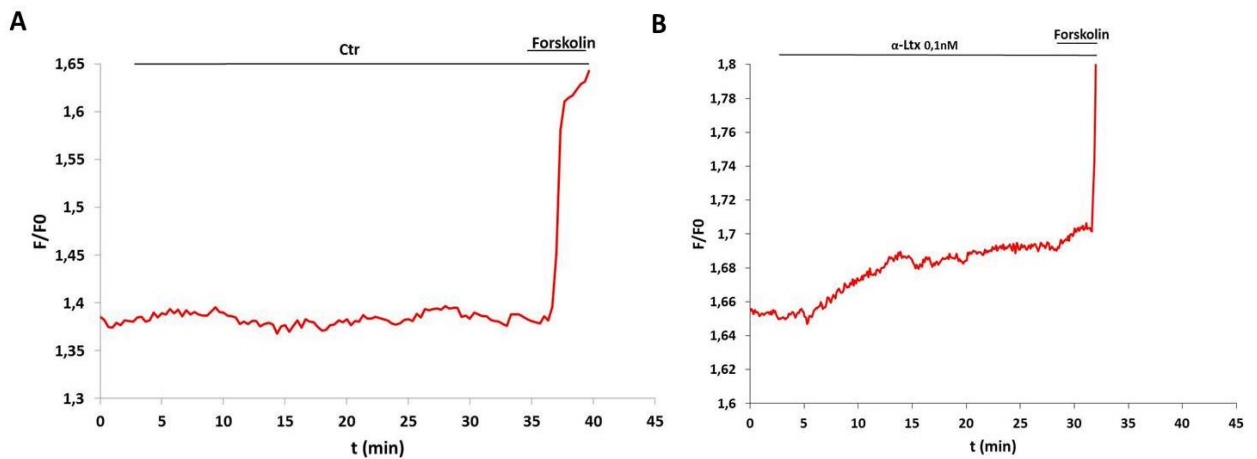 A
Forskolin
Ctr
1,65
1,6
1,55
1,5
1,45
1,4
1,35
1,3
F/F0
0 5 10 15 20 25 30 35 40 45
t (min)
B
Forskolin
α-Ltx 0,1nM
1,8
1,78
1,76
1,74
1,72
1,7
1,68
1,66
1,64
1,62
1,6
F/F0
0 5 10 15 20 25 30 35 40 45
t (min)